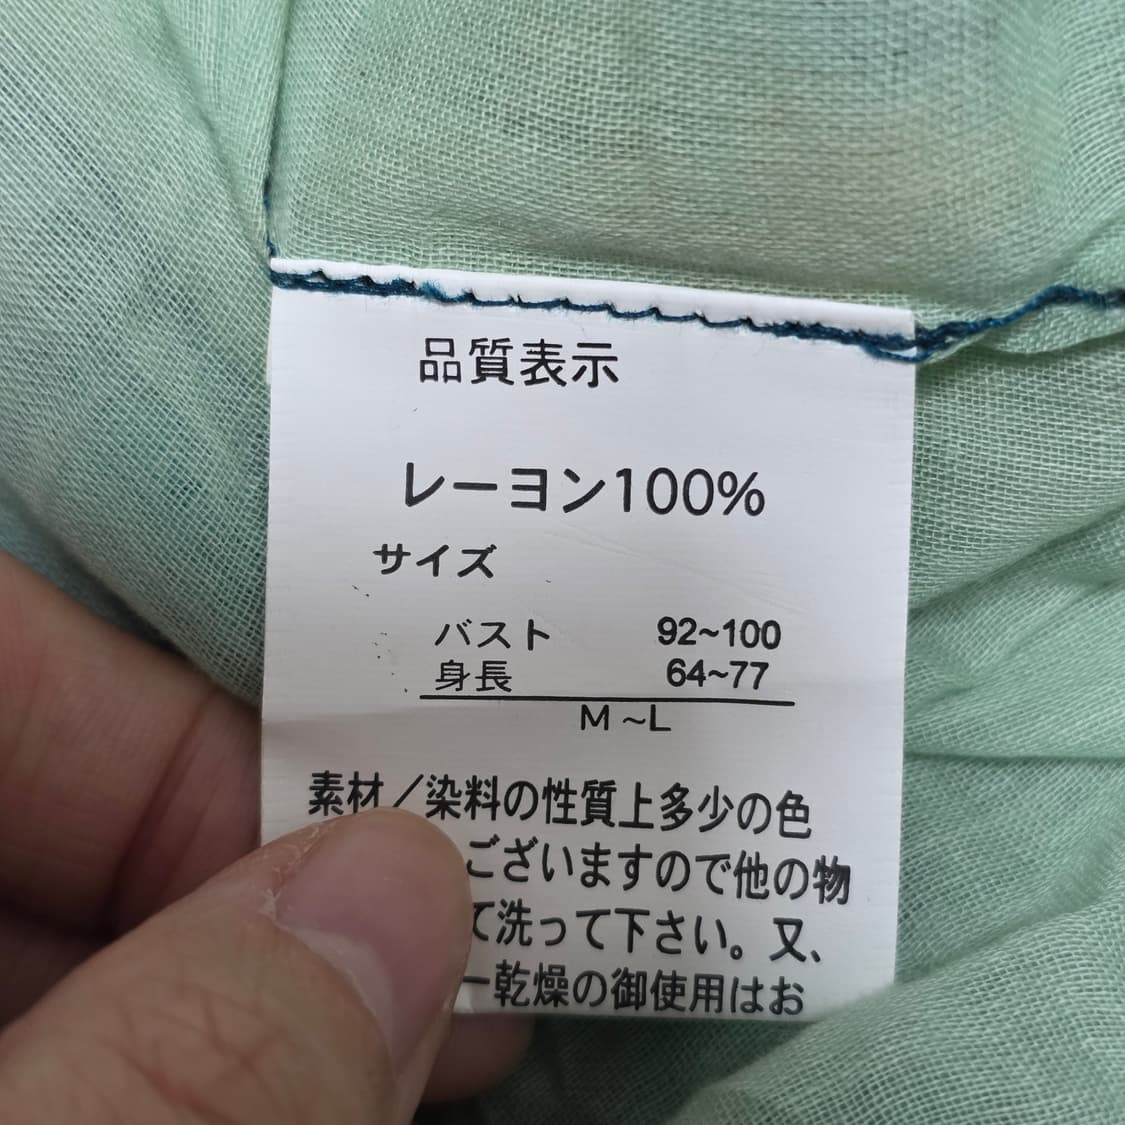 品質表示
レーヨン100%
サイズ
バスト 92~100
身長 64~77
M~L
素材／染料の性質上多少の色
ございますので他の物
て洗って下さい。又、
ー乾燥の御使用はお